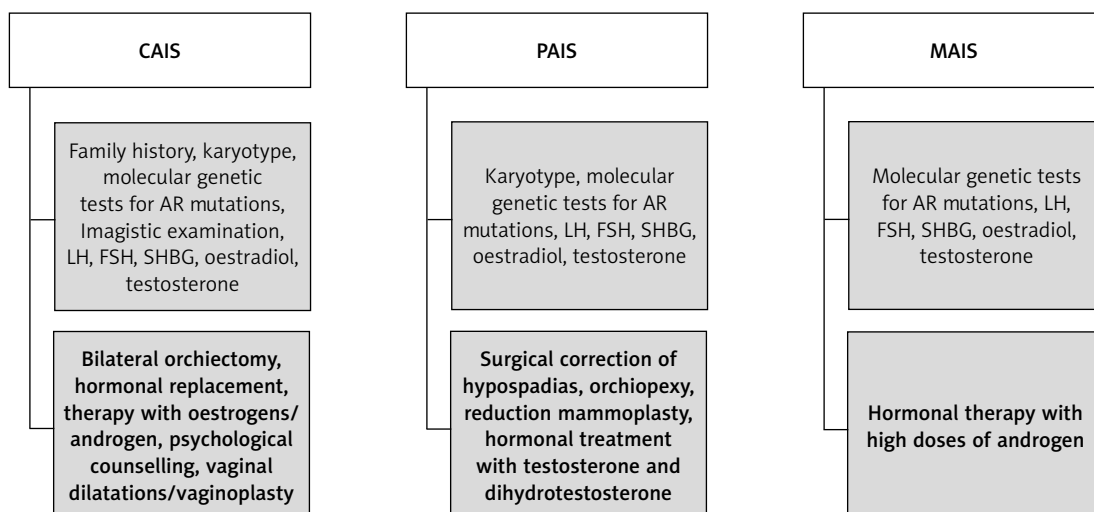 CAIS
Family history, karyotype,
molecular genetic
tests for AR mutations,
Imagistic examination,
LH, FSH, SHBG, oestradiol,
testosterone
Bilateral orchiectomy,
hormonal replacement,
therapy with oestrogens/
androgen, psychological
counselling, vaginal
dilatations/vaginoplasty
PAIS
Karyotype, molecular
genetic tests for AR
mutations, LH, FSH, SHBG,
oestradiol, testosterone
Surgical correction of
hypospadias, orchiopexy,
reduction mammoplasty,
hormonal treatment
with testosterone and
dihydrotestosterone
MAIS
Molecular genetic tests
for AR mutations, LH,
FSH, SHBG, oestradiol,
testosterone
Hormonal therapy with
high doses of androgen